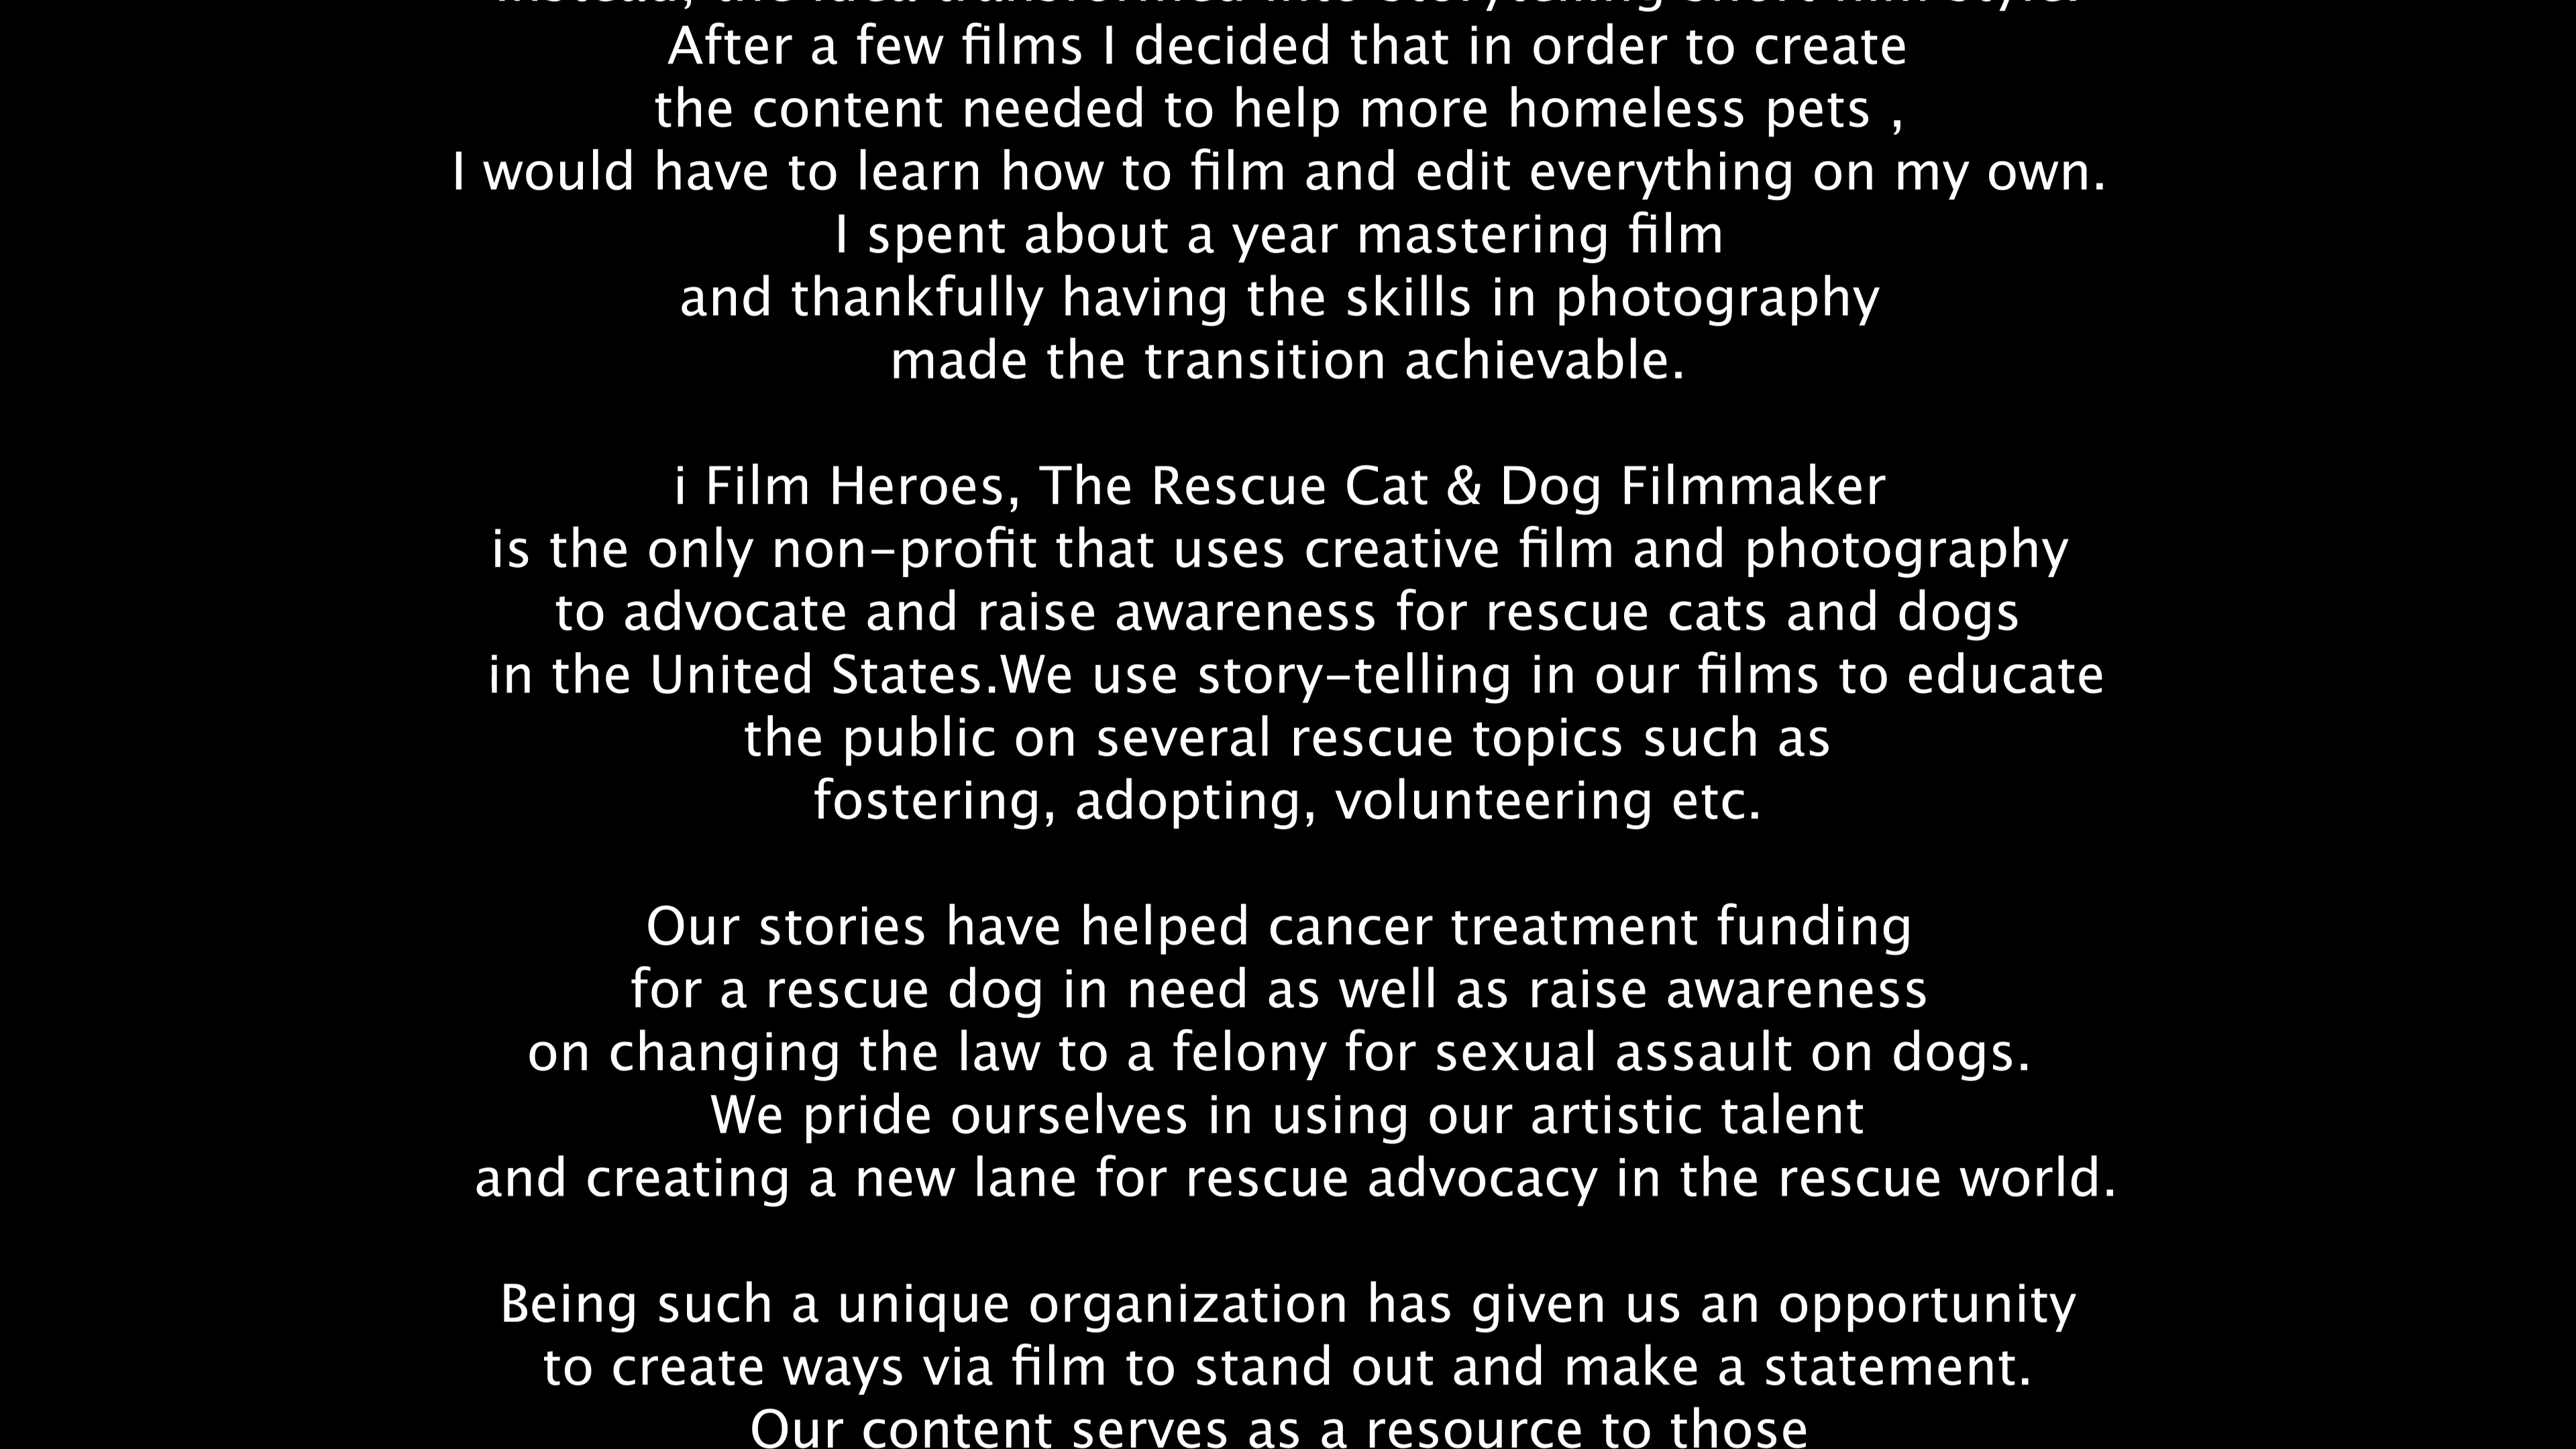 Instead, the idea transformed into storytelling short film style.
After a few films I decided that in order to create
the content needed to help more homeless pets ,
I would have to learn how to film and edit everything on my own.
I spent about a year mastering film
and thankfully having the skills in photography
made the transition achievable.
i Film Heroes, The Rescue Cat & Dog Filmmaker
is the only non-profit that uses creative film and photography
to advocate and raise awareness for rescue cats and dogs
in the United States.We use story-telling in our films to educate
the public on several rescue topics such as
fostering, adopting, volunteering etc.
Our stories have helped cancer treatment funding
for a rescue dog in need as well as raise awareness
on changing the law to a felony for sexual assault on dogs.
We pride ourselves in using our artistic talent
and creating a new lane for rescue advocacy in the rescue world.
Being such a unique organization has given us an opportunity
to create ways via film to stand out and make a statement.
Our content serves as a resource to those